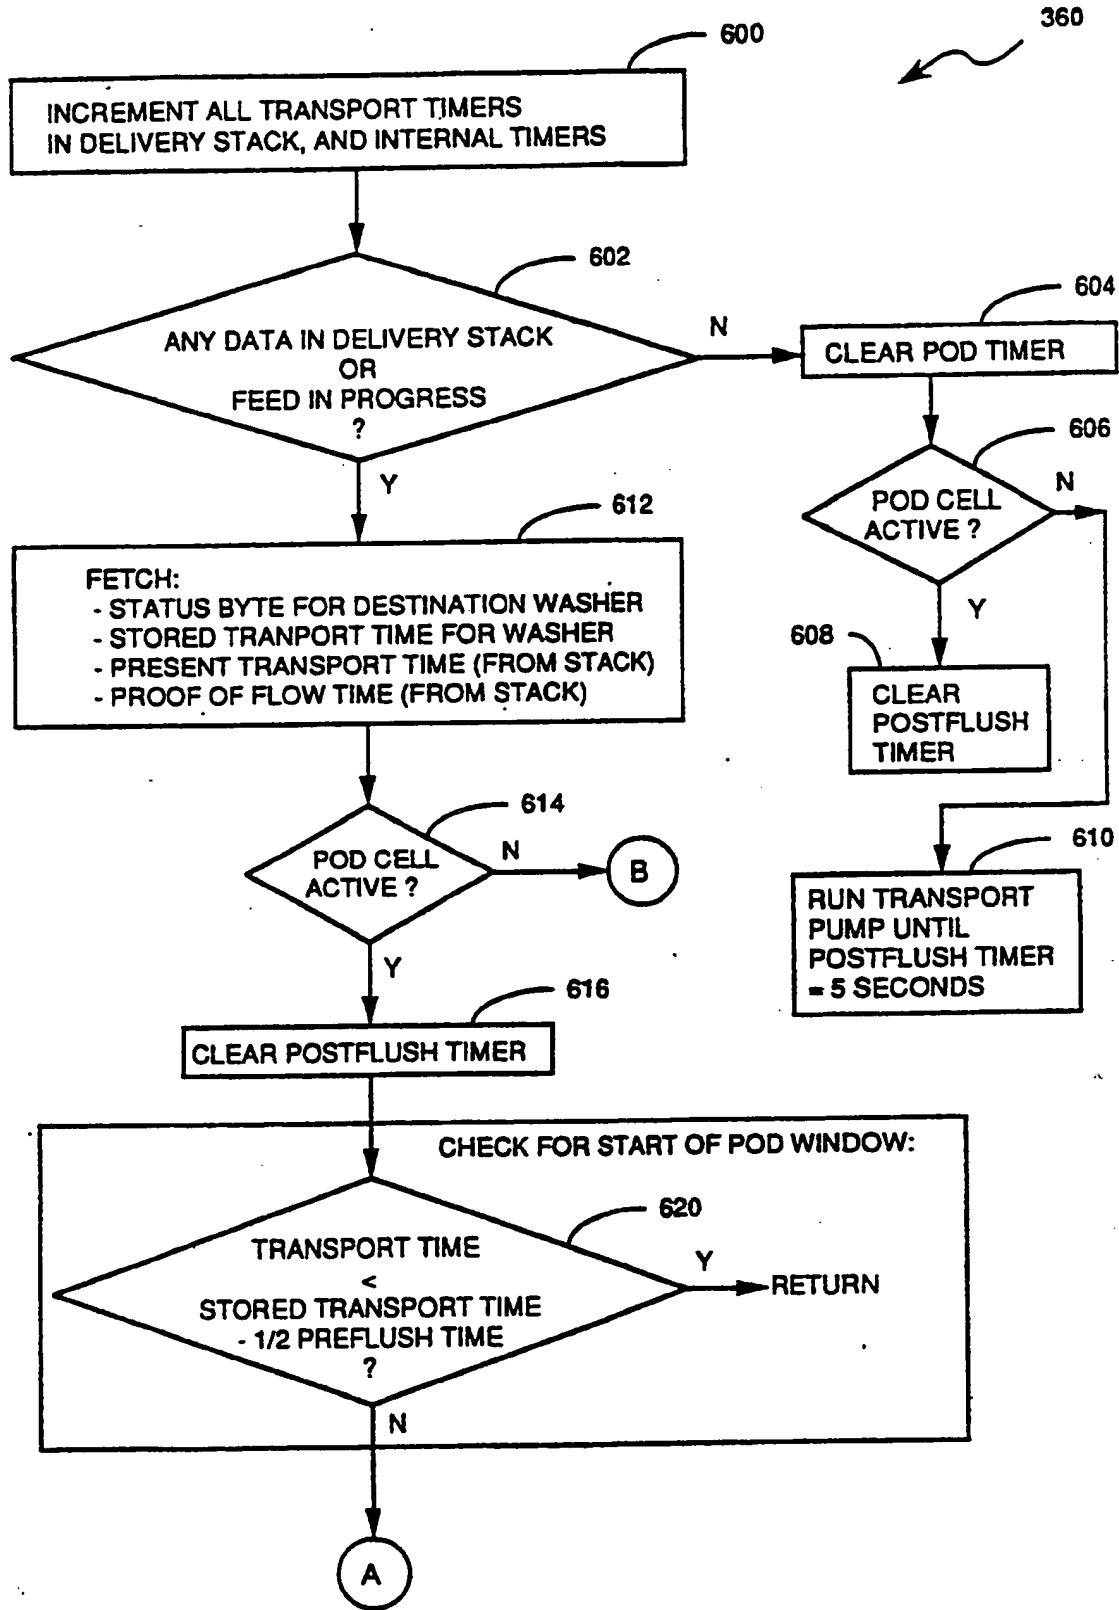 360
600
INCREMENT ALL TRANSPORT TIMERS
IN DELIVERY STACK, AND INTERNAL TIMERS
602
ANY DATA IN DELIVERY STACK
OR
FEED IN PROGRESS
?
N
Y
604
CLEAR POD TIMER
606
POD CELL
ACTIVE ?
N
Y
608
CLEAR
POSTFLUSH
TIMER
610
RUN TRANSPORT
PUMP UNTIL
POSTFLUSH TIMER
= 5 SECONDS
612
FETCH:
- STATUS BYTE FOR DESTINATION WASHER
- STORED TRANPORT TIME FOR WASHER
- PRESENT TRANSPORT TIME (FROM STACK)
- PROOF OF FLOW TIME (FROM STACK)
614
POD CELL
ACTIVE ?
N
B
Y
616
CLEAR POSTFLUSH TIMER
CHECK FOR START OF POD WINDOW:
620
TRANSPORT TIME
<
STORED TRANSPORT TIME
- 1/2 PREFLUSH TIME
?
Y
RETURN
N
A